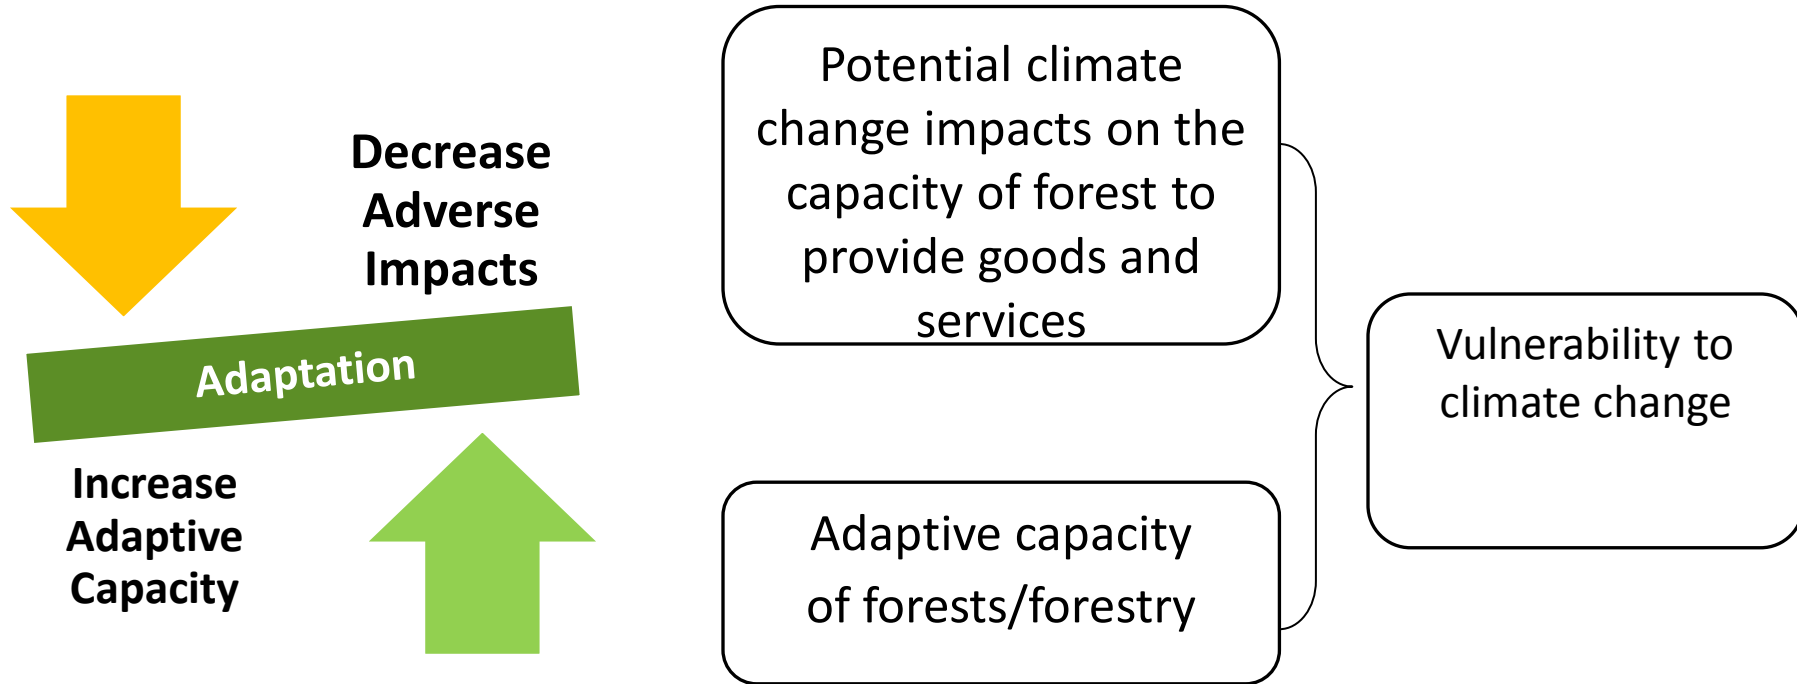 Decrease
Adverse
Impacts
Adaptation
Increase
Adaptive
Capacity
Potential climate
change impacts on the
capacity of forest to
provide goods and
services
Adaptive capacity
of forests/forestry
Vulnerability to
climate change